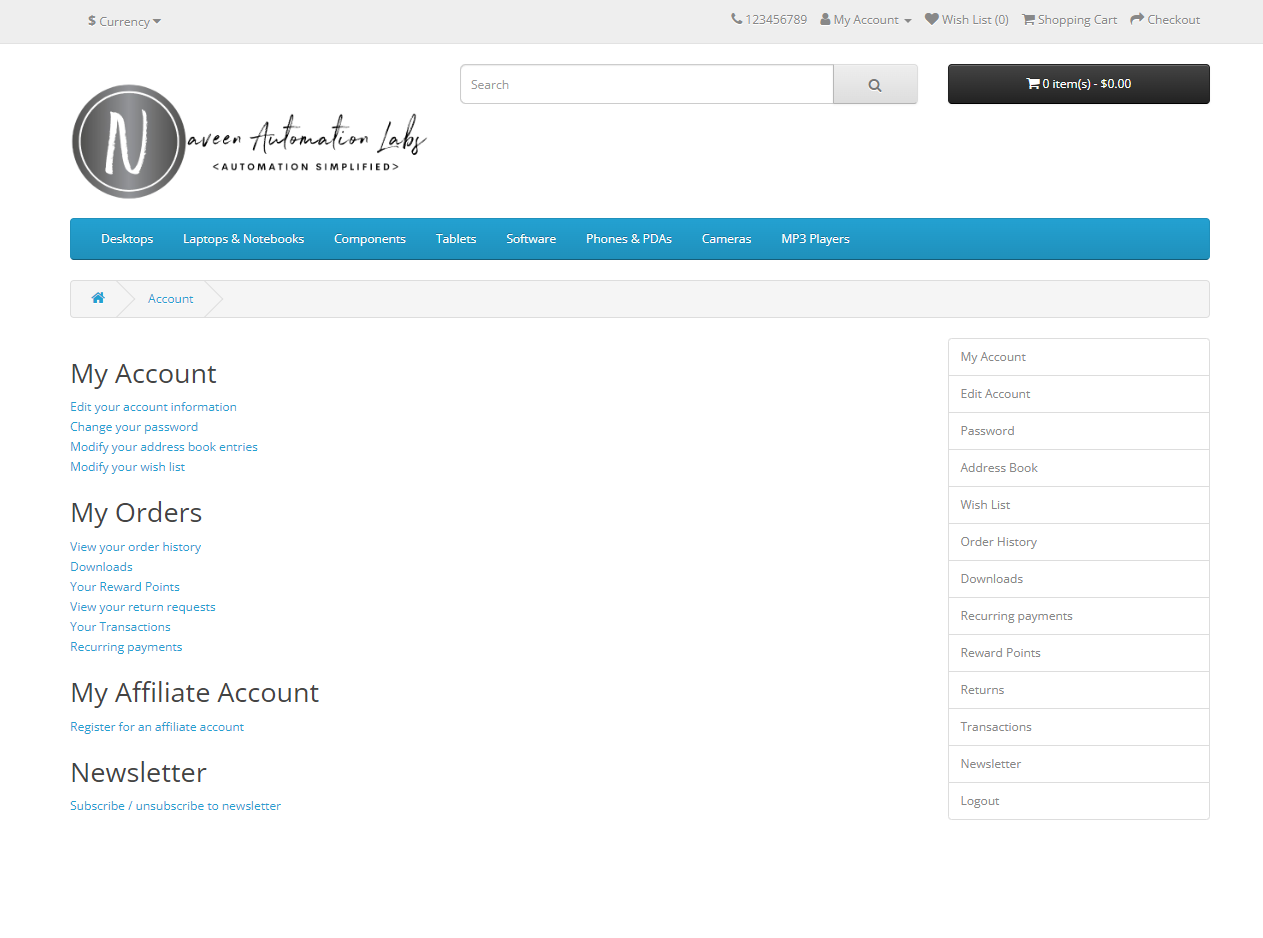 $ Currency
123456789 My Account Wish List (0) Shopping Cart Checkout
Search
0 item(s) - $0.00
N
aveen Automation Labs
<AUTOMATION SIMPLIFIED>
Desktops Laptops & Notebooks Components Tablets Software Phones & PDAs Cameras MP3 Players
Account
My Account
Edit your account information
Change your password
Modify your address book entries
Modify your wish list
My Orders
View your order history
Downloads
Your Reward Points
View your return requests
Your Transactions
Recurring payments
My Affiliate Account
Register for an affiliate account
Newsletter
Subscribe / unsubscribe to newsletter
My Account
Edit Account
Password
Address Book
Wish List
Order History
Downloads
Recurring payments
Reward Points
Returns
Transactions
Newsletter
Logout